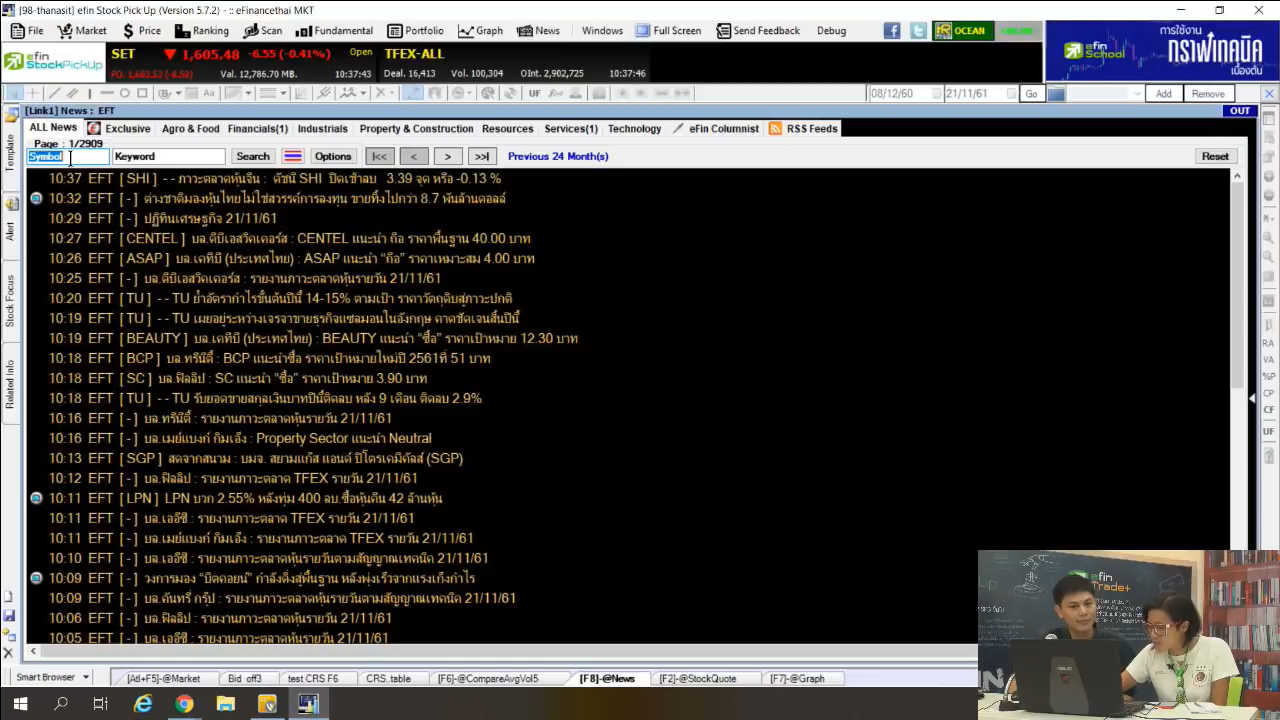 [98-thanasit] efin Stock Pick Up (Version 5.7.2) - :: eFinancethai MKT
File Market Price Ranking Scan Fundamental Portfolio Graph News Windows Full Screen Send Feedback Debug OCEAN
efin StockPickUp
SET ▼ 1,605.48 -6.55 (-0.41%) Open TFEX-ALL
PO. 1,603.53 (-8.50) Val. 12,786.70 MB. 10:37:43 Deal. 16,413 Vol. 100,304 OInt. 2,902,725 10:37:46
efin School
การใช้งาน
กราฟเทคนิค
เบื้องต้น
UF 08/12/60 21/11/61 Go Add Remove
[Link1] News : EFT OUT
ALL News Exclusive Agro & Food Financials(1) Industrials Property & Construction Resources Services(1) Technology eFin Columnist RSS Feeds
Page : 1/2909
Symbol Keyword Search Options |<< < > >>| Previous 24 Month(s) Reset
10:37 EFT [ SHI ] - - ภาวะตลาดหุ้นจีน : ดัชนี SHI ปิดเช้าลบ 3.39 จุด หรือ -0.13 %
10:32 EFT [ - ] ต่างชาติมองหุ้นไทยไม่ใช่สวรรค์การลงทุน ขายทิ้งไปกว่า 8.7 พันล้านดอลล์
10:29 EFT [ - ] ปฏิทินเศรษฐกิจ 21/11/61
10:27 EFT [ CENTEL ] บล.ดีบีเอสวิคเคอร์ส : CENTEL แนะนำ ถือ ราคาพื้นฐาน 40.00 บาท
10:26 EFT [ ASAP ] บล.เคทีบี (ประเทศไทย) : ASAP แนะนำ “ถือ” ราคาเหมาะสม 4.00 บาท
10:25 EFT [ - ] บล.ดีบีเอสวิคเคอร์ส : รายงานภาวะตลาดหุ้นรายวัน 21/11/61
10:20 EFT [ TU ] - - TU ย้ำอัตรากำไรขั้นต้นปีนี้ 14-15% ตามเป้า ราคาวัตถุดิบสู่ภาวะปกติ
10:19 EFT [ TU ] - - TU เผยอยู่ระหว่างเจรจาขายธุรกิจแซลมอนในอังกฤษ คาดชัดเจนสิ้นปีนี้
10:19 EFT [ BEAUTY ] บล.เคทีบี (ประเทศไทย) : BEAUTY แนะนำ “ซื้อ” ราคาเป้าหมาย 12.30 บาท
10:18 EFT [ BCP ] บล.ทรีนีตี้ : BCP แนะนำซื้อ ราคาเป้าหมายใหม่ปี 2561ที่ 51 บาท
10:18 EFT [ SC ] บล.ฟิลลิป : SC แนะนำ “ซื้อ” ราคาเป้าหมาย 3.90 บาท
10:18 EFT [ TU ] - - TU รับยอดขายสกุลเงินบาทปีนี้ติดลบ หลัง 9 เดือน ติดลบ 2.9%
10:16 EFT [ - ] บล.ทรีนีตี้ : รายงานภาวะตลาดหุ้นรายวัน 21/11/61
10:16 EFT [ - ] บล.เมย์แบงก์ กิมเอ็ง : Property Sector แนะนำ Neutral
10:13 EFT [ SGP ] สดจากสนาม : บมจ. สยามแก๊ส แอนด์ ปิโตรเคมีคัลส์ (SGP)
10:12 EFT [ - ] บล.ฟิลลิป : รายงานภาวะตลาด TFEX รายวัน 21/11/61
10:11 EFT [ LPN ] LPN บวก 2.55% หลังทุ่ม 400 ลบ.ซื้อหุ้นคืน 42 ล้านหุ้น
10:11 EFT [ - ] บล.เออีซี : รายงานภาวะตลาด TFEX รายวัน 21/11/61
10:11 EFT [ - ] บล.เมย์แบงก์ กิมเอ็ง : รายงานภาวะตลาด TFEX รายวัน 21/11/61
10:10 EFT [ - ] บล.เออีซี : รายงานภาวะตลาดหุ้นรายวันตามสัญญาณเทคนิค 21/11/61
10:09 EFT [ - ] วงการมอง “บิตคอยน์” กำลังดิ่งสู่พื้นฐาน หลังพุ่งเร็วจากแรงเก็งกำไร
10:09 EFT [ - ] บล.คันทรี่ กรุ๊ป : รายงานภาวะตลาดหุ้นรายวันตามสัญญาณเทคนิค 21/11/61
10:06 EFT [ - ] บล.ฟิลลิป : รายงานภาวะตลาดหุ้นรายวัน 21/11/61
10:05 EFT [ - ] บล.เออีซี : รายงานภาวะตลาดหุ้นรายวัน 21/11/61
Template
Alert
Stock Focus
Related Info
RA
VA
%P
CP
CF
UF
efin
Trade+
Smart Browser [Atl+F5]-@Market Bid off3 test CRS F6 CRS_table [F6]-@CompareAvgVol5 [F8]-@News [F2]-@StockQuote [F7]-@Graph